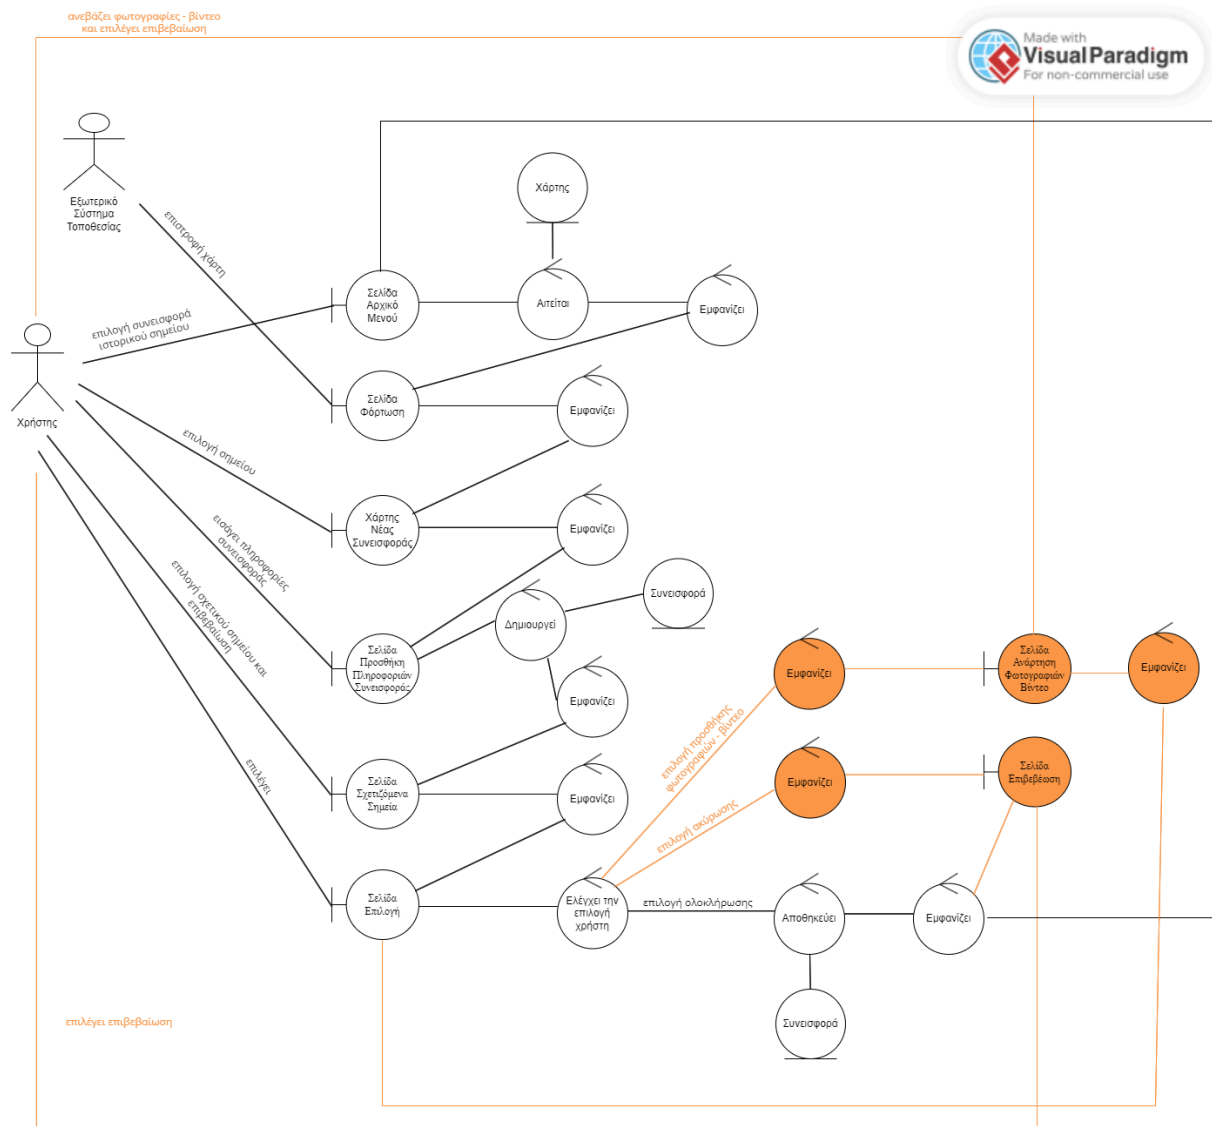 ανεβάζει φωτογραφίες - βίντεο
και επιλέγει επιβεβαίωση
Made with
Visual Paradigm
For non-commercial use
Εξωτερικό
Σύστημα
Τοποθεσίας
επιστροφή χάρτη
Χάρτης
Σελίδα
Αρχικό
Μενού
Αιτείται
Εμφανίζει
επιλογή συνεισφορά
ιστορικού σημείου
Χρήστης
Σελίδα
Φόρτωση
Εμφανίζει
επιλογή σημείου
Χάρτης
Νέας
Συνεισφοράς
Εμφανίζει
εισάγει πληροφορίες
συνεισφοράς
Δημιουργεί
Συνεισφορά
επιλογή σχετικού σημείου και
επιβεβαίωση
Σελίδα
Προσθήκη
Πληροφοριών
Συνεισφοράς
Εμφανίζει
Εμφανίζει
Σελίδα
Ανάρτηση
Φωτογραφιών
Βίντεο
Εμφανίζει
επιλογή προσθήκης
φωτογραφιών - βίντεο
επιλέγει
Σελίδα
Σχετιζόμενα
Σημεία
Εμφανίζει
Εμφανίζει
Σελίδα
Επιβεβέωση
επιλογή ακύρωσης
Σελίδα
Επιλογή
Ελέγχει την
επιλογή
χρήστη
επιλογή ολοκλήρωσης
Αποθηκεύει
Εμφανίζει
Συνεισφορά
επιλέγει επιβεβαίωση